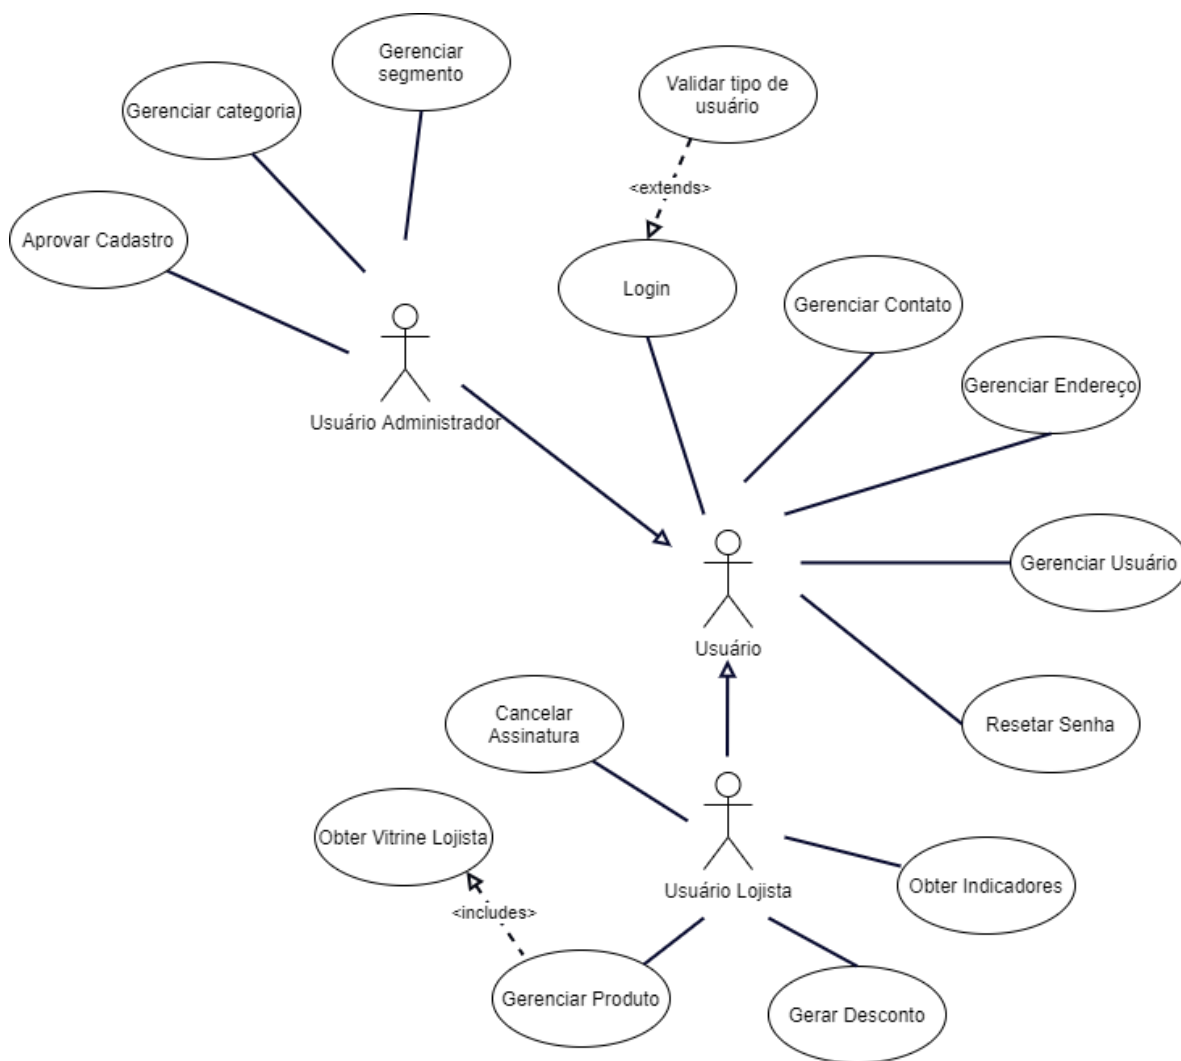 Gerenciar
segmento
Validar tipo de
usuário
Gerenciar categoria
<extends>
Aprovar Cadastro
Login
Gerenciar Contato
Gerenciar Endereço
Usuário Administrador
Gerenciar Usuário
Usuário
Cancelar
Assinatura
Resetar Senha
Obter Vitrine Lojista
Usuário Lojista
Obter Indicadores
<includes>
Gerenciar Produto
Gerar Desconto